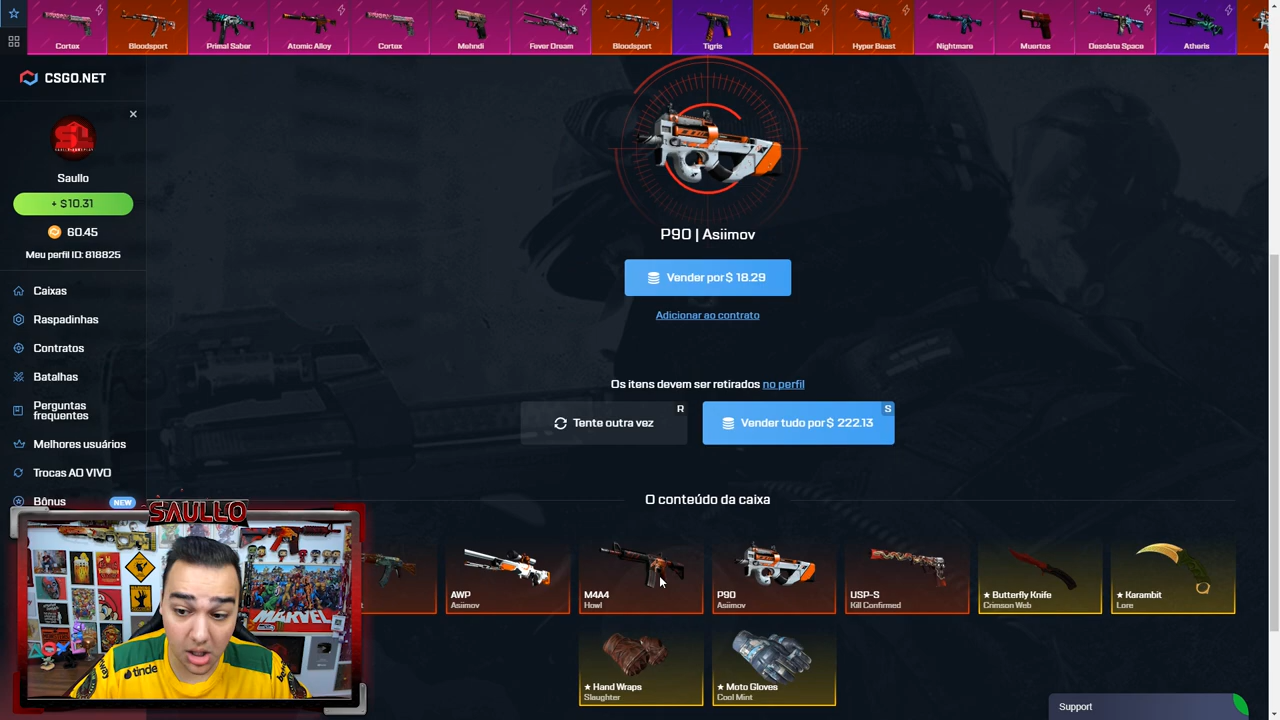 Cortex
Bloodsport
Primal Saber
Atomic Alloy
Cortex
Mehndi
Fever Dream
Bloodsport
Tigris
Golden Coil
Hyper Beast
Nightmare
Muertos
Desolate Space
Atheris
CSGO.NET
Saullo
+ $10.31
60.45
Meu perfil ID: 818825
Caixas
Raspadinhas
Contratos
Batalhas
Perguntas
frequentes
Melhores usuários
Trocas AO VIVO
Bônus NEW
P90 | Asiimov
Vender por $ 18.29
Adicionar ao contrato
Os itens devem ser retirados no perfil
Tente outra vez R
Vender tudo por $ 222.13 S
O conteúdo da caixa
AWP
Asiimov
M4A4
Howl
P90
Asiimov
USP-S
Kill Confirmed
★ Butterfly Knife
Crimson Web
★ Karambit
Lore
★ Hand Wraps
Slaughter
★ Moto Gloves
Cool Mint
SAULLO
MARVEL
tinde
Support